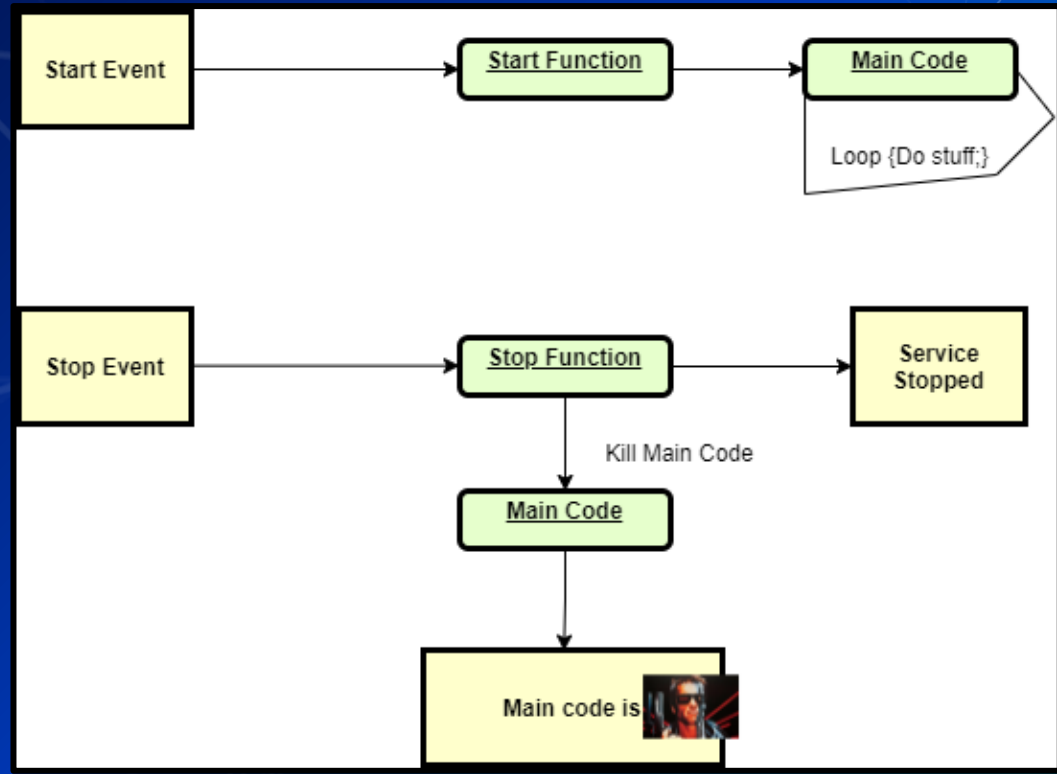 Start Event
Start Function
Main Code
Loop {Do stuff;}
Stop Event
Stop Function
Service
Stopped
Kill Main Code
Main Code
Main code is